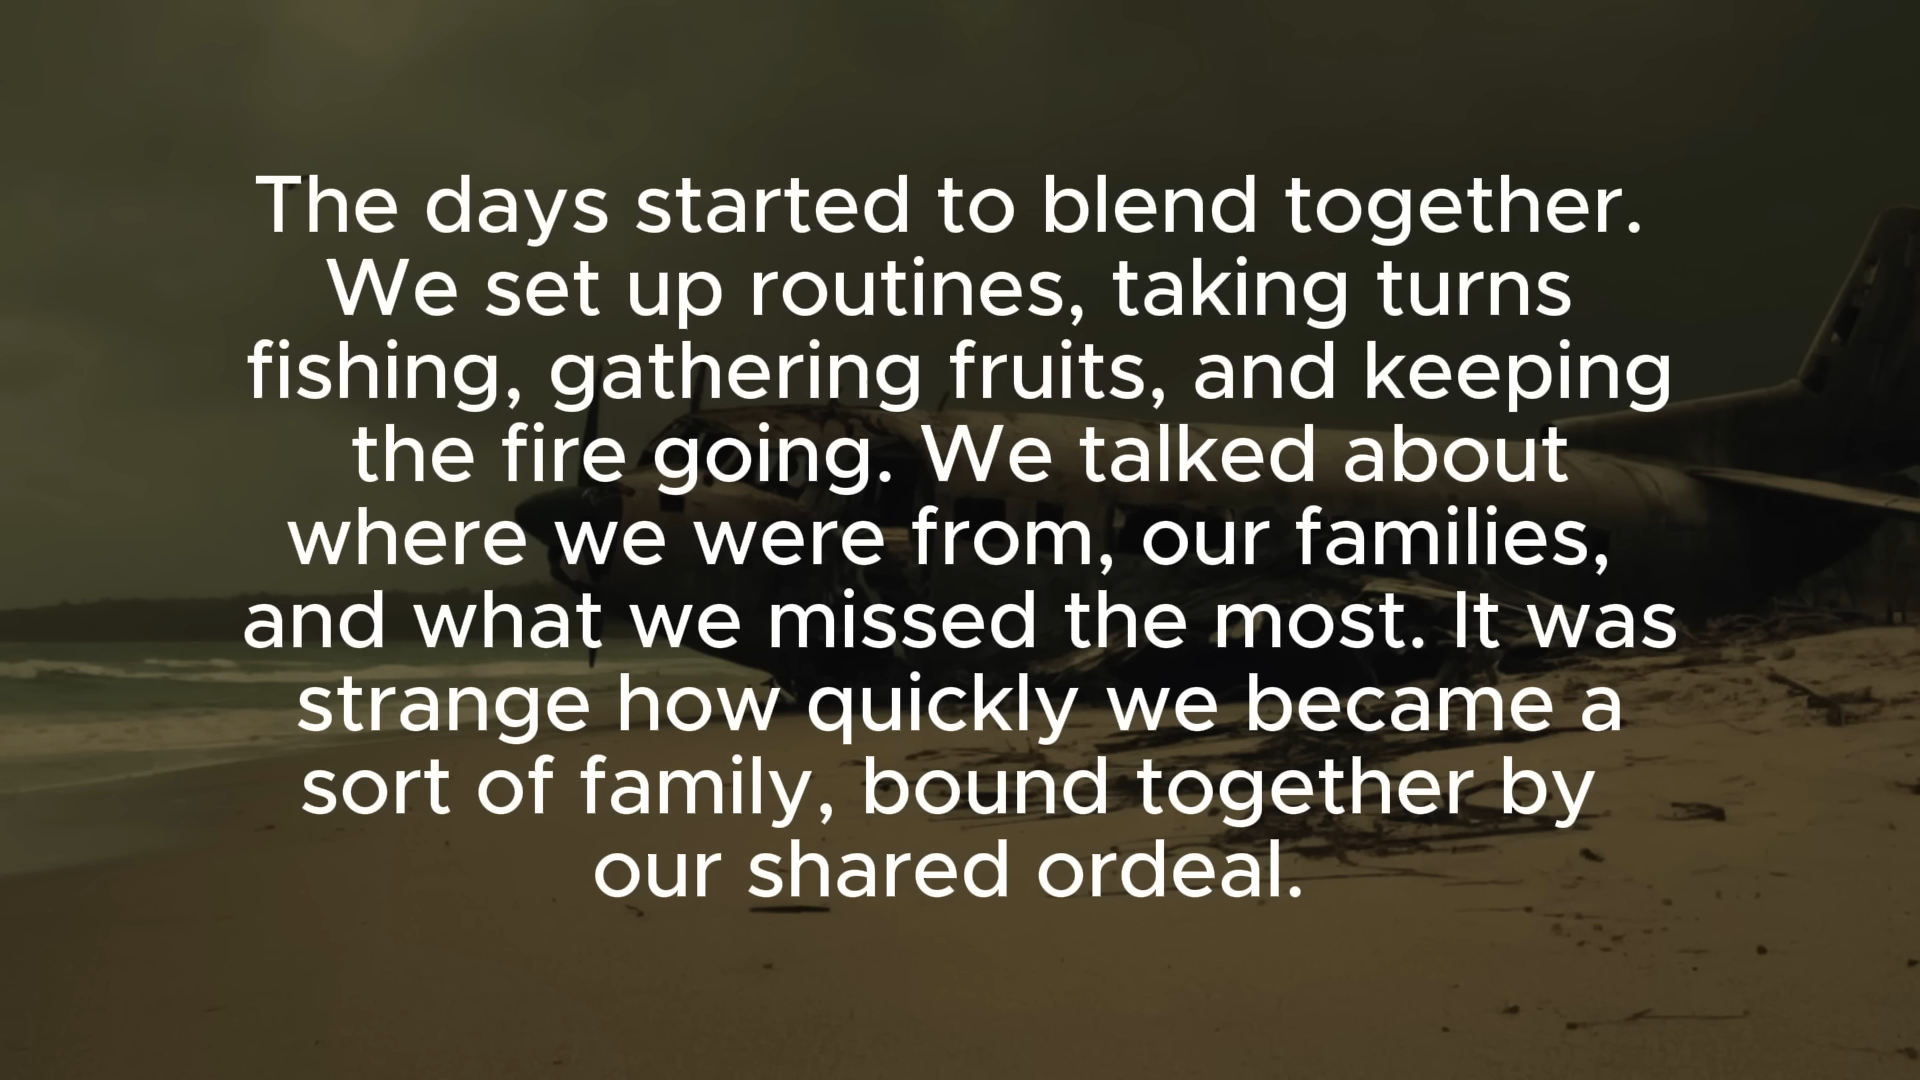 The days started to blend together.
We set up routines, taking turns
fishing, gathering fruits, and keeping
the fire going. We talked about
where we were from, our families,
and what we missed the most. It was
strange how quickly we became a
sort of family, bound together by
our shared ordeal.